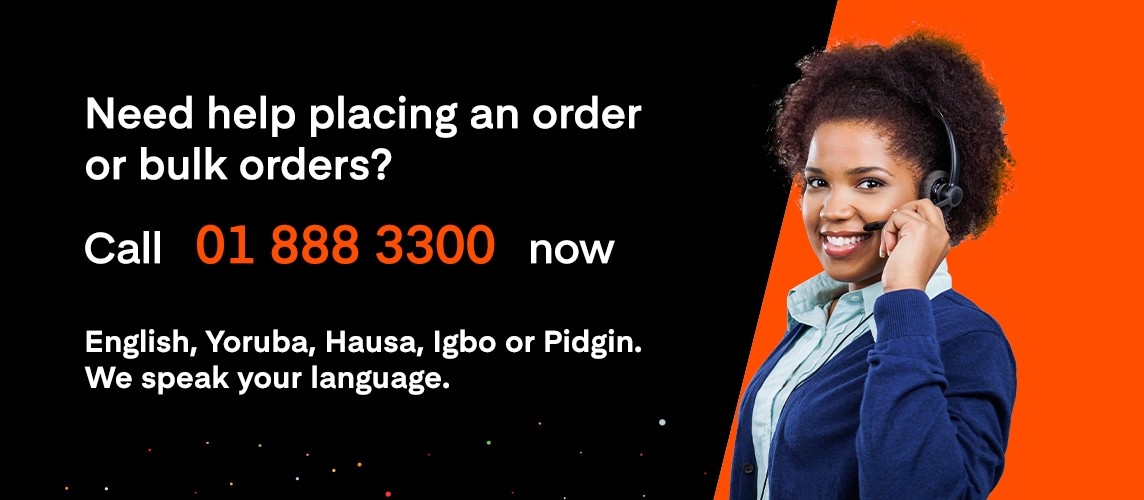 Need help placing an order
or bulk orders?
Call 01 888 3300 now
English, Yoruba, Hausa, Igbo or Pidgin.
We speak your language.